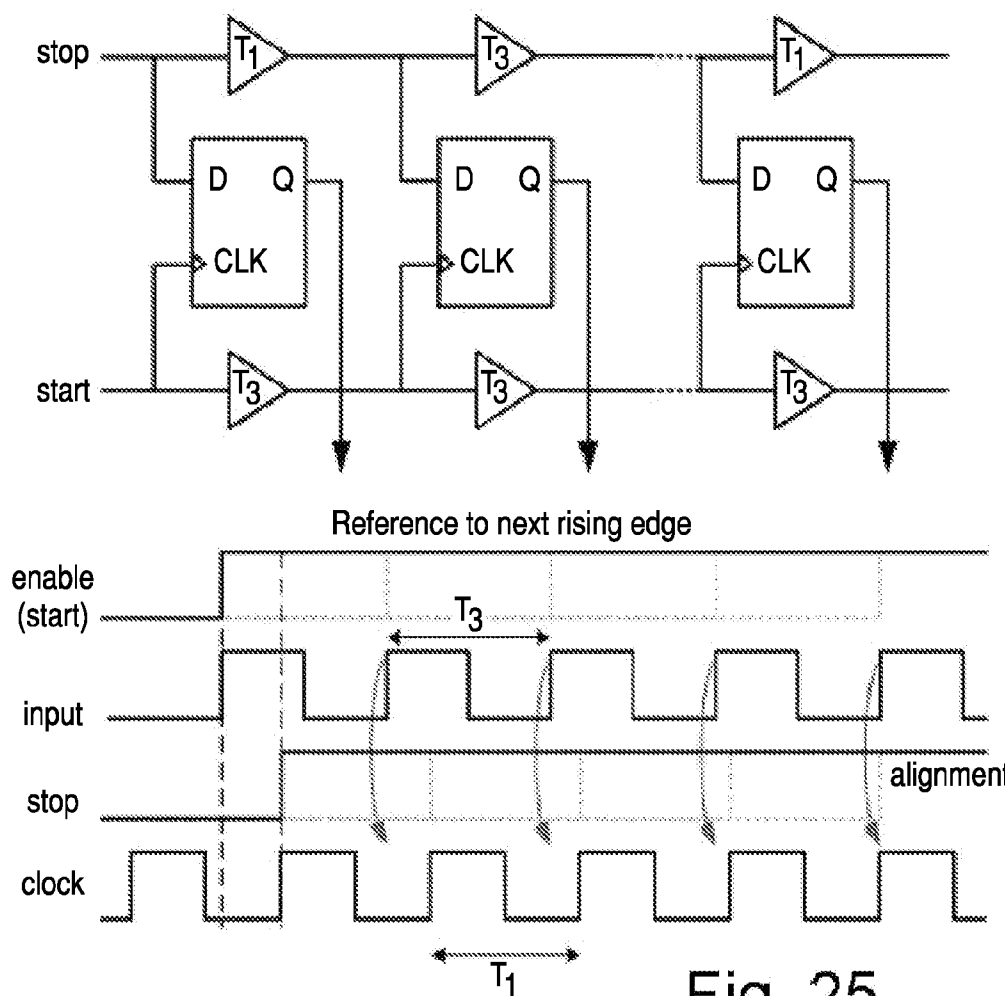 stop T1 T3 T1
D Q D Q D Q
CLK CLK CLK
start T3 T3 T3
Reference to next rising edge
enable
(start)
T3
input
stop
alignment
clock
T1
Fig. 25